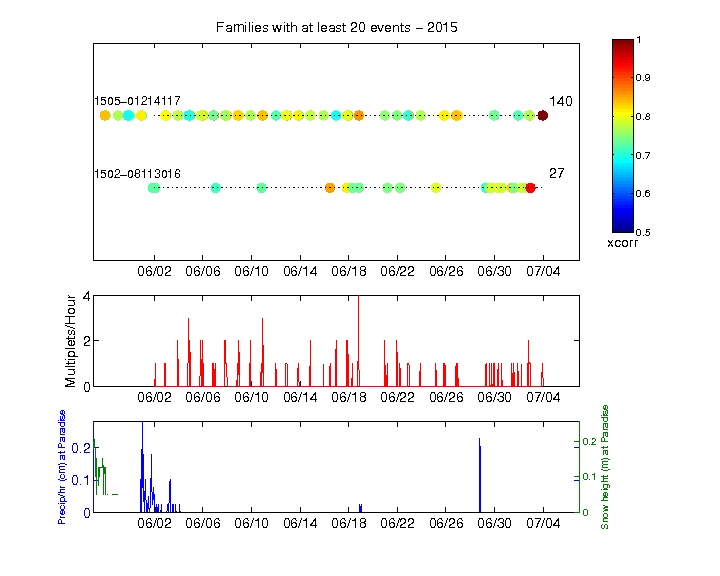 Families with at least 20 events – 2015
1505–01214117
140
1502–08113016
27
06/02 06/06 06/10 06/14 06/18 06/22 06/26 06/30 07/04
1
0.9
0.8
0.7
0.6
0.5
xcorr
Multiplets/Hour
4
2
0
06/02 06/06 06/10 06/14 06/18 06/22 06/26 06/30 07/04
Precip/hr (cm) at Paradise
0.2
0.1
0
0.2
0.1
0
Snow height (m) at Paradise
06/02 06/06 06/10 06/14 06/18 06/22 06/26 06/30 07/04